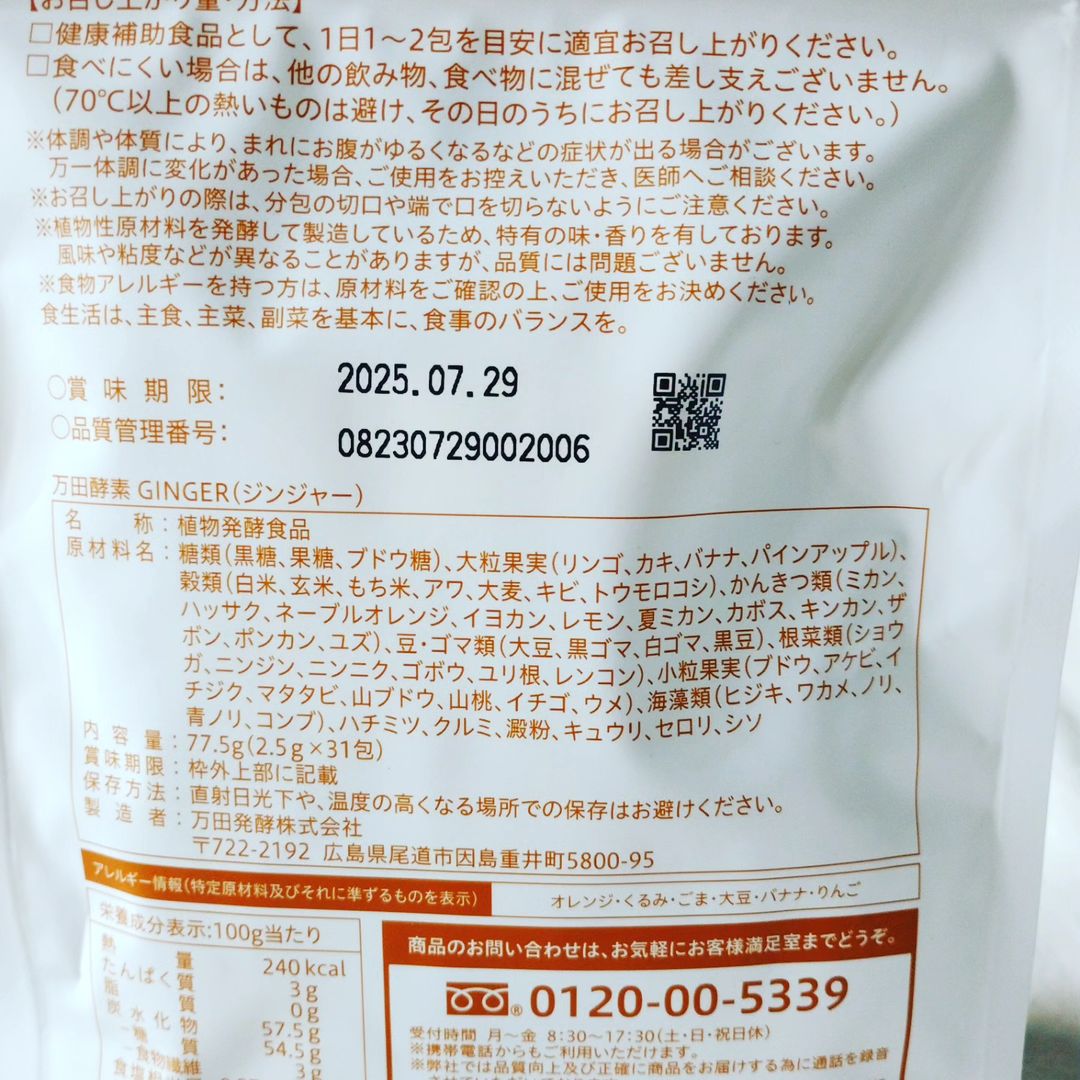 【お召し上がり量・方法】
□健康補助食品として、1日1～2包を目安に適宜お召し上がりください。
□食べにくい場合は、他の飲み物、食べ物に混ぜても差し支えございません。
(70℃以上の熱いものは避け、その日のうちにお召し上がりください。)
※体調や体質により、まれにお腹がゆるくなるなどの症状が出る場合がございます。
万一体調に変化があった場合、ご使用をお控えいただき、医師へご相談ください。
※お召し上がりの際は、分包の切口や端で口を切らないようにご注意ください。
※植物性原材料を発酵して製造しているため、特有の味・香りを有しております。
風味や粘度などが異なることがありますが、品質には問題ございません。
※食物アレルギーを持つ方は、原材料をご確認の上、ご使用をお決めください。
食生活は、主食、主菜、副菜を基本に、食事のバランスを。
○賞味期限: 2025.07.29
○品質管理番号: 08230729002006
万田酵素 GINGER(ジンジャー)
名称:植物発酵食品
原材料名:糖類(黒糖、果糖、ブドウ糖)、大粒果実(リンゴ、カキ、バナナ、パインアップル)、
穀類(白米、玄米、もち米、アワ、大麦、キビ、トウモロコシ)、かんきつ類(ミカン、
ハッサク、ネーブルオレンジ、イヨカン、レモン、夏ミカン、カボス、キンカン、ザ
ボン、ポンカン、ユズ)、豆・ゴマ類(大豆、黒ゴマ、白ゴマ、黒豆)、根菜類(ショウ
ガ、ニンジン、ニンニク、ゴボウ、ユリ根、レンコン)、小粒果実(ブドウ、アケビ、イ
チジク、マタタビ、山ブドウ、山桃、イチゴ、ウメ)、海藻類(ヒジキ、ワカメ、ノリ、
青ノリ、コンブ)、ハチミツ、クルミ、澱粉、キュウリ、セロリ、シソ
内容量:77.5g(2.5g×31包)
賞味期限:枠外上部に記載
保存方法:直射日光下や、温度の高くなる場所での保存はお避けください。
製造者:万田発酵株式会社
〒722-2192 広島県尾道市因島重井町5800-95
アレルギー情報(特定原材料及びそれに準ずるものを表示) オレンジ・くるみ・ごま・大豆・バナナ・りんご
栄養成分表示:100g当たり
熱量 240kcal
たんぱく質 3g
脂質 0g
炭水化物 57.5g
-糖質 54.5g
-食物繊維 3g
商品のお問い合わせは、お気軽にお客様満足室までどうぞ。
® 0120-00-5339
受付時間 月～金 8:30～17:30(土・日・祝日休)
※携帯電話からもご利用いただけます。
※弊社では品質向上及び正確に商品をお届けする為に通話を録音